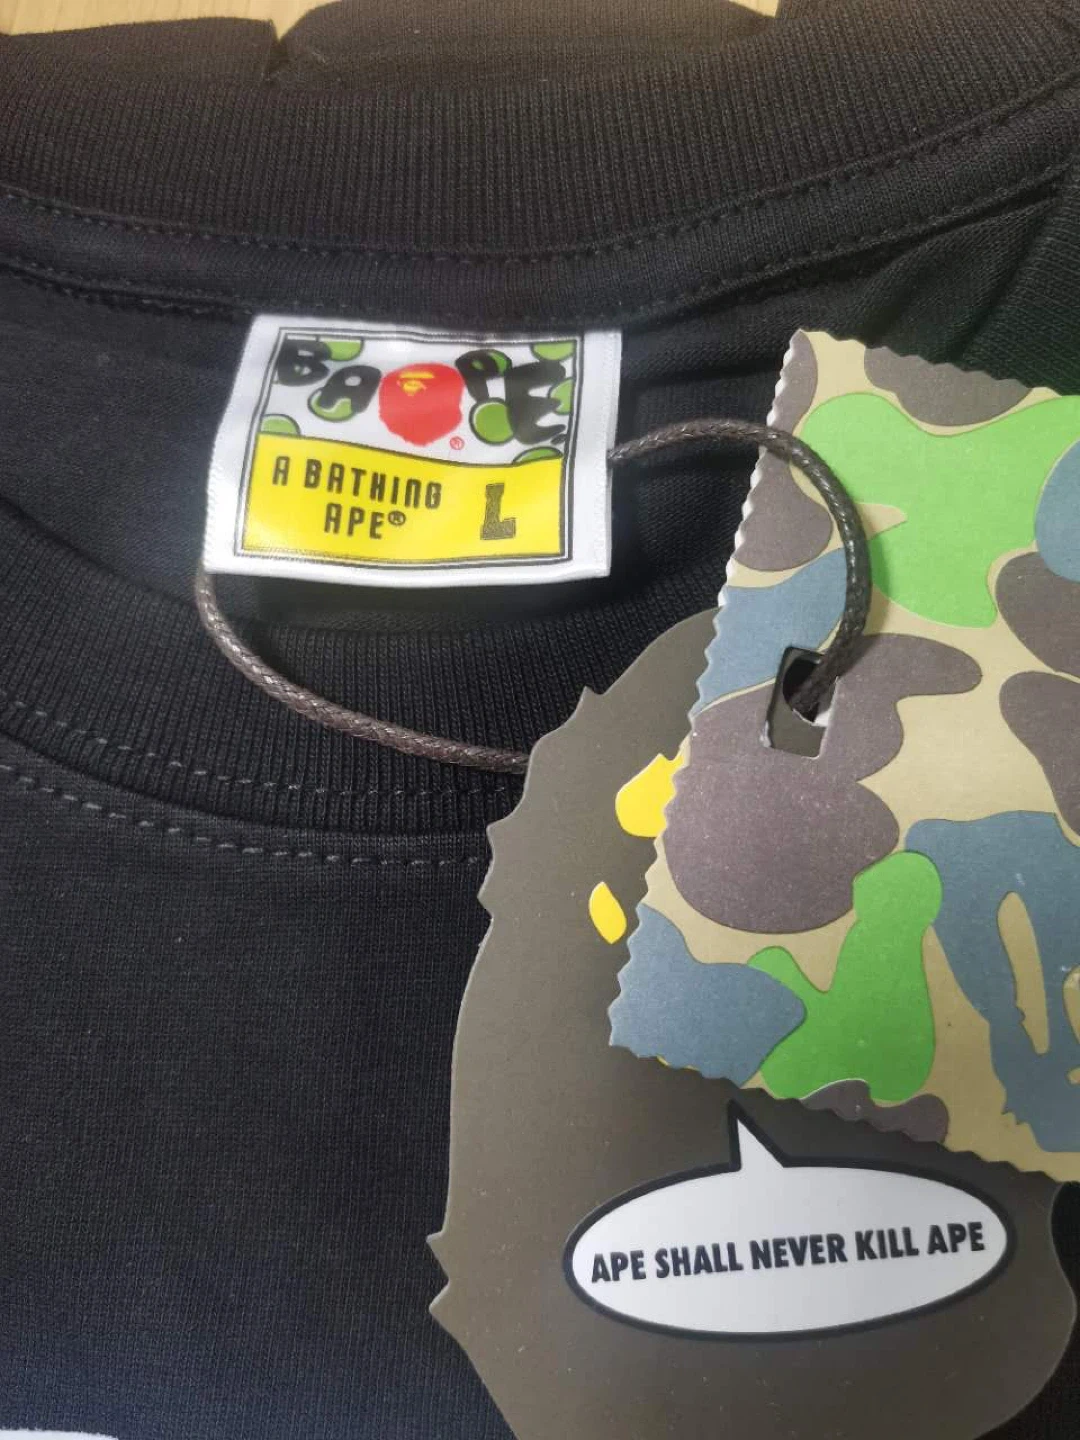 BAPE
®
A BATHING
APE® L
APE SHALL NEVER KILL APE